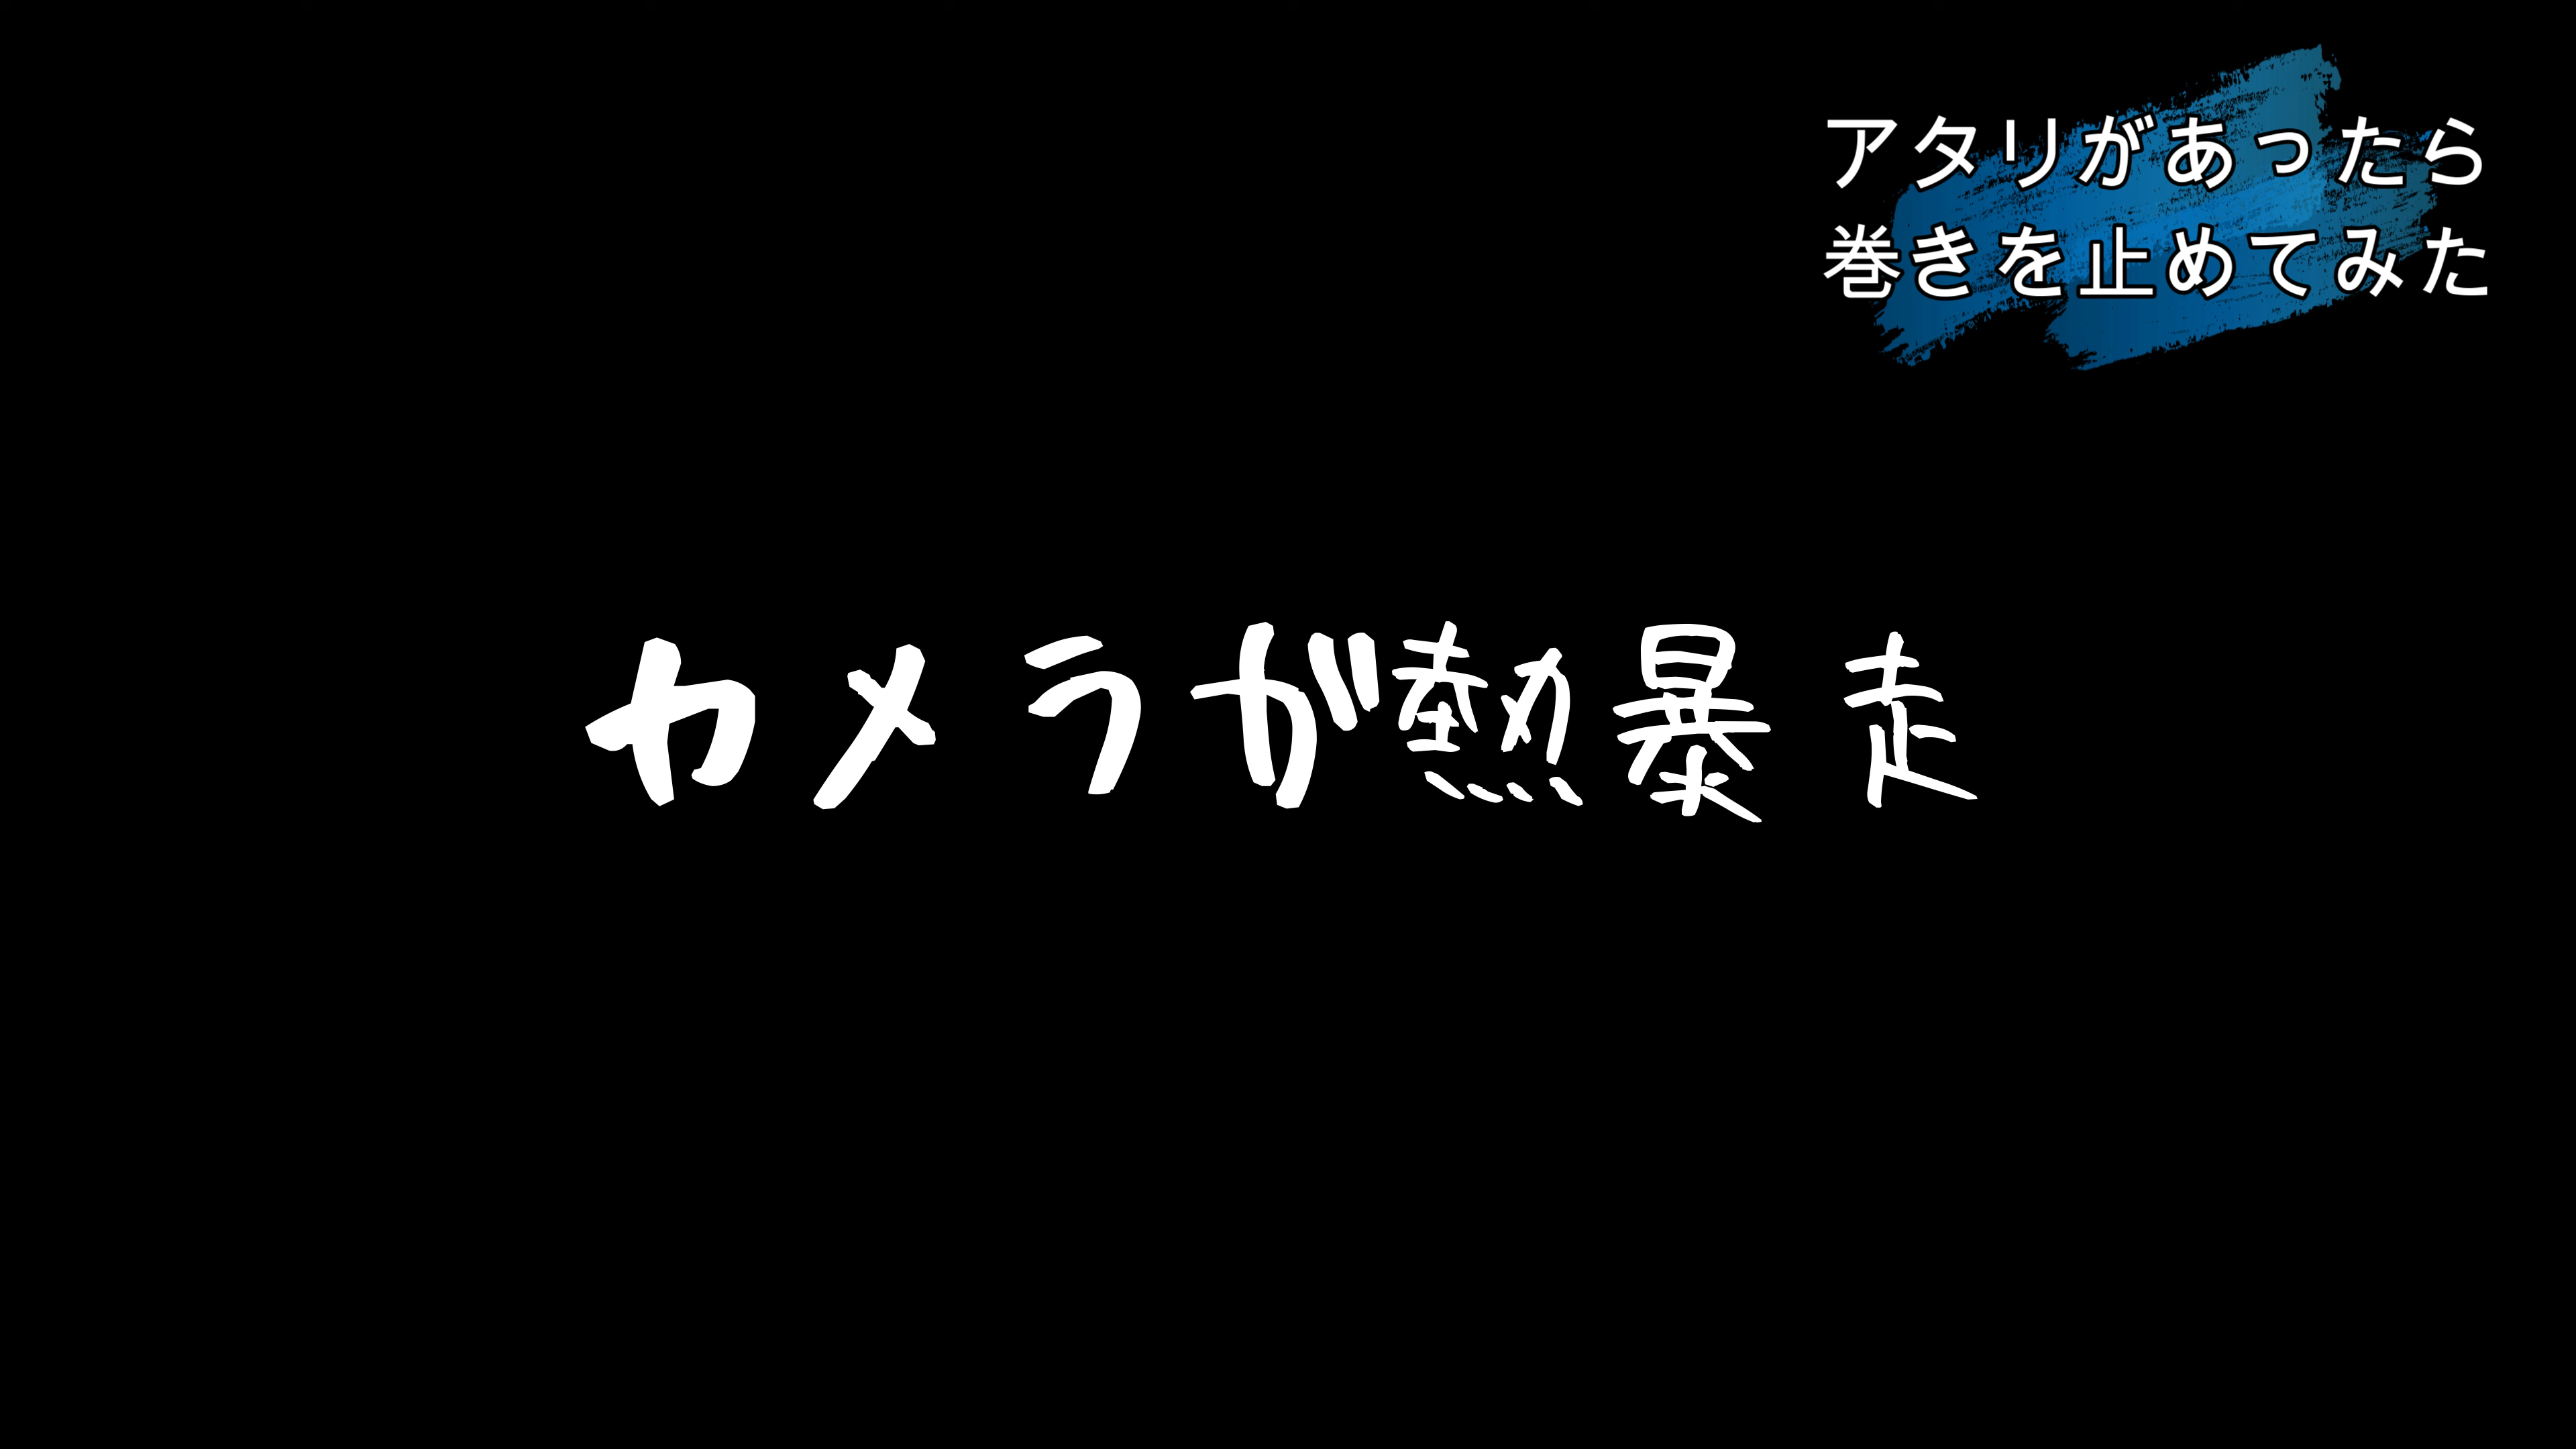 アタリがあったら
巻きを止めてみた
カメラが熱暴走